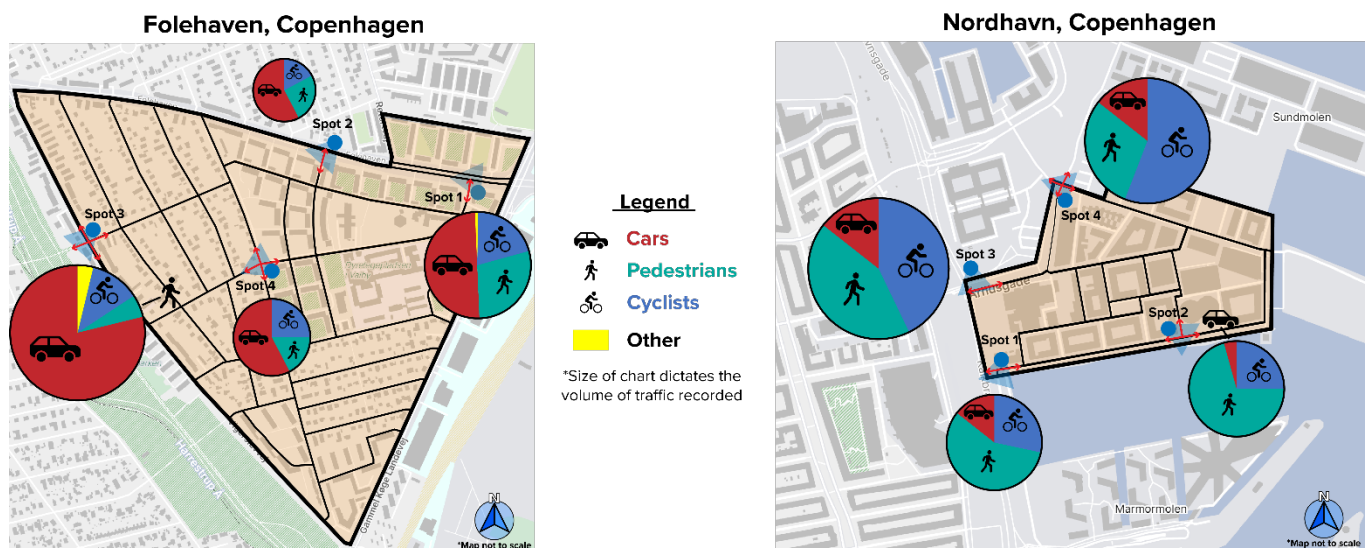 Folehaven, Copenhagen
Spot 2
Spot 1
Spot 3
Spot 4
Harrestrup Å
Gammel Køge Landevej
N
*Map not to scale
Legend
Cars
Pedestrians
Cyclists
Other
*Size of chart dictates the
volume of traffic recorded
Nordhavn, Copenhagen
Sundmolen
Spot 4
Spot 3
Århusgade
Spot 2
Spot 1
Marmormolen
N
*Map not to scale